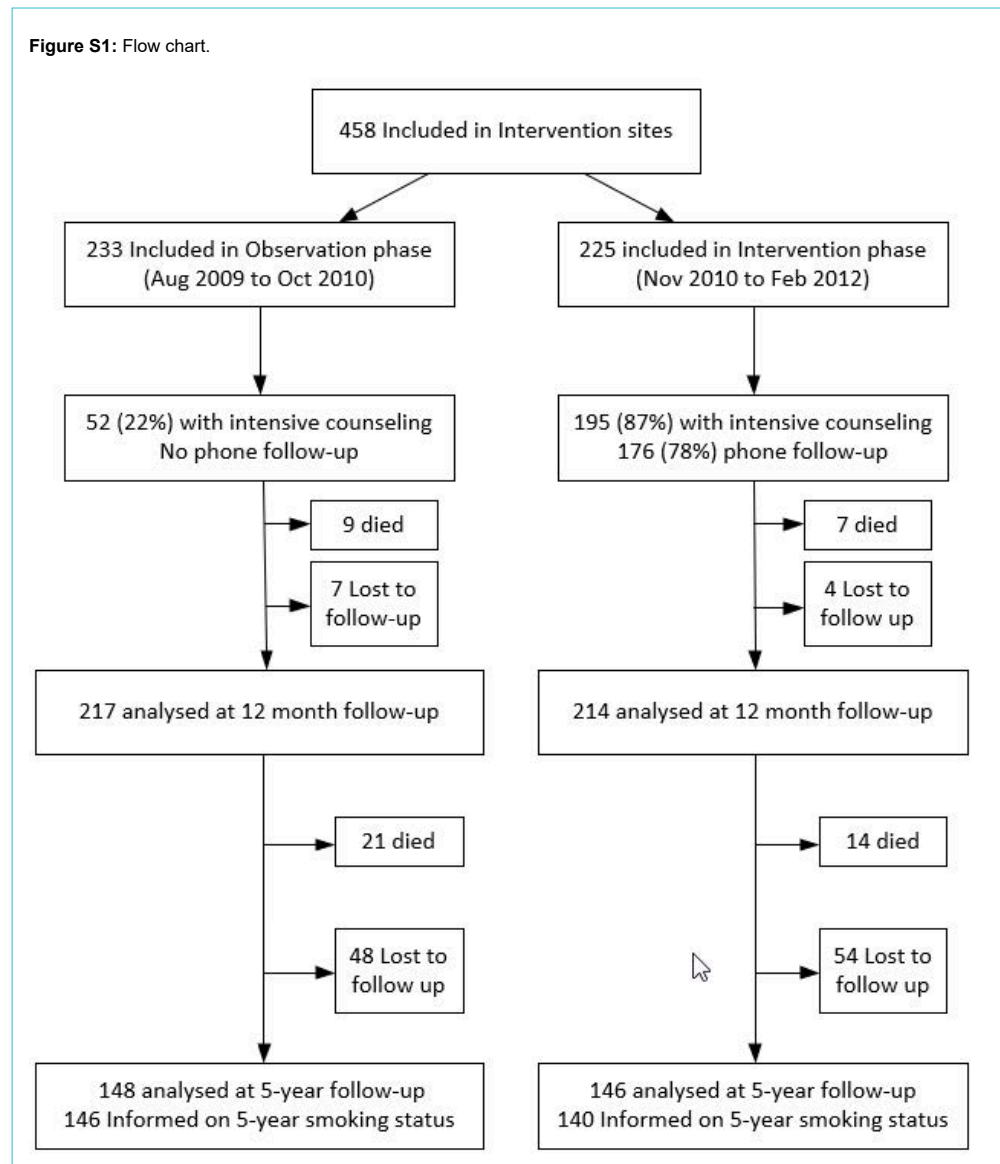 Figure S1: Flow chart.
458 Included in Intervention sites
233 Included in Observation phase
(Aug 2009 to Oct 2010)
225 included in Intervention phase
(Nov 2010 to Feb 2012)
52 (22%) with intensive counseling
No phone follow-up
195 (87%) with intensive counseling
176 (78%) phone follow-up
9 died
7 died
7 Lost to
follow-up
4 Lost to
follow up
217 analysed at 12 month follow-up
214 analysed at 12 month follow-up
21 died
14 died
48 Lost to
follow up
54 Lost to
follow up
148 analysed at 5-year follow-up
146 Informed on 5-year smoking status
146 analysed at 5-year follow-up
140 Informed on 5-year smoking status